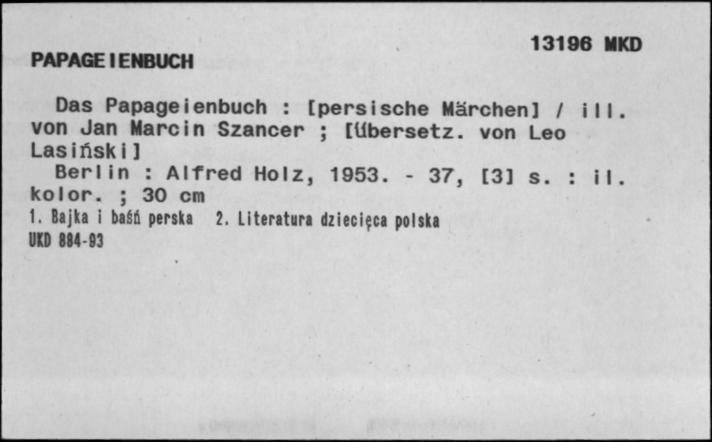 13196 MKD
PAPAGEIENBUCH
Das Papageienbuch : [persische Märchen] / ill.
von Jan Marcin Szancer ; [Übersetz. von Leo
Lasiński]
Berlin : Alfred Holz, 1953. - 37, [3] s. : il.
kolor. ; 30 cm
1. Bajka i baśń perska 2. Literatura dziecięca polska
UKD 884-93